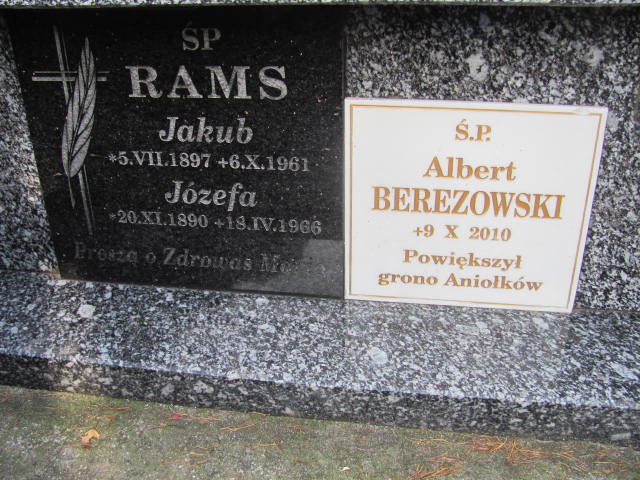 ŚP
RAMS
Jakub
*5.VII.1897 +6.X.1961
Józefa
*20.XI.1890 +18.IV.1966
Proszą o Zdrowaś
Ś.P.
Albert
BEREZOWSKI
+9 X 2010
Powiększył
grono Aniołków